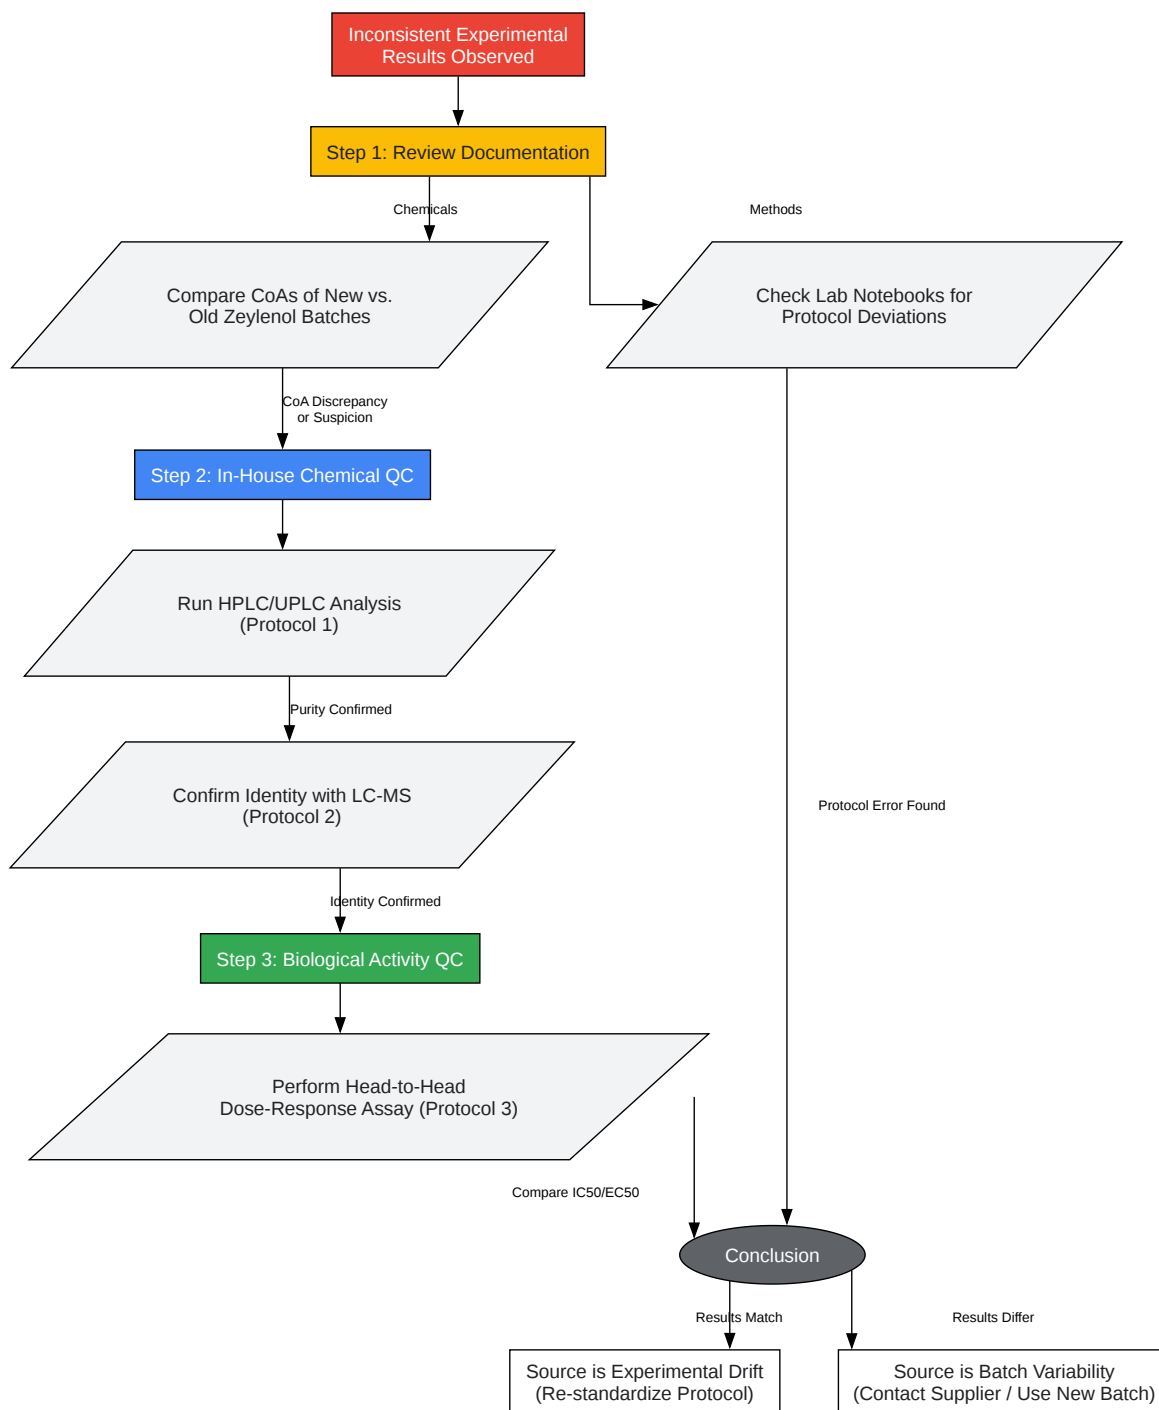 Inconsistent Experimental
Results Observed
Step 1: Review Documentation
Chemicals
Methods
Compare CoAs of New vs.
Old Zeylenol Batches
Check Lab Notebooks for
Protocol Deviations
CoA Discrepancy
or Suspicion
Step 2: In-House Chemical QC
Run HPLC/UPLC Analysis
(Protocol 1)
Purity Confirmed
Confirm Identity with LC-MS
(Protocol 2)
Protocol Error Found
Identity Confirmed
Step 3: Biological Activity QC
Perform Head-to-Head
Dose-Response Assay (Protocol 3)
Compare IC50/EC50
Conclusion
Results Match
Results Differ
Source is Experimental Drift
(Re-standardize Protocol)
Source is Batch Variability
(Contact Supplier / Use New Batch)